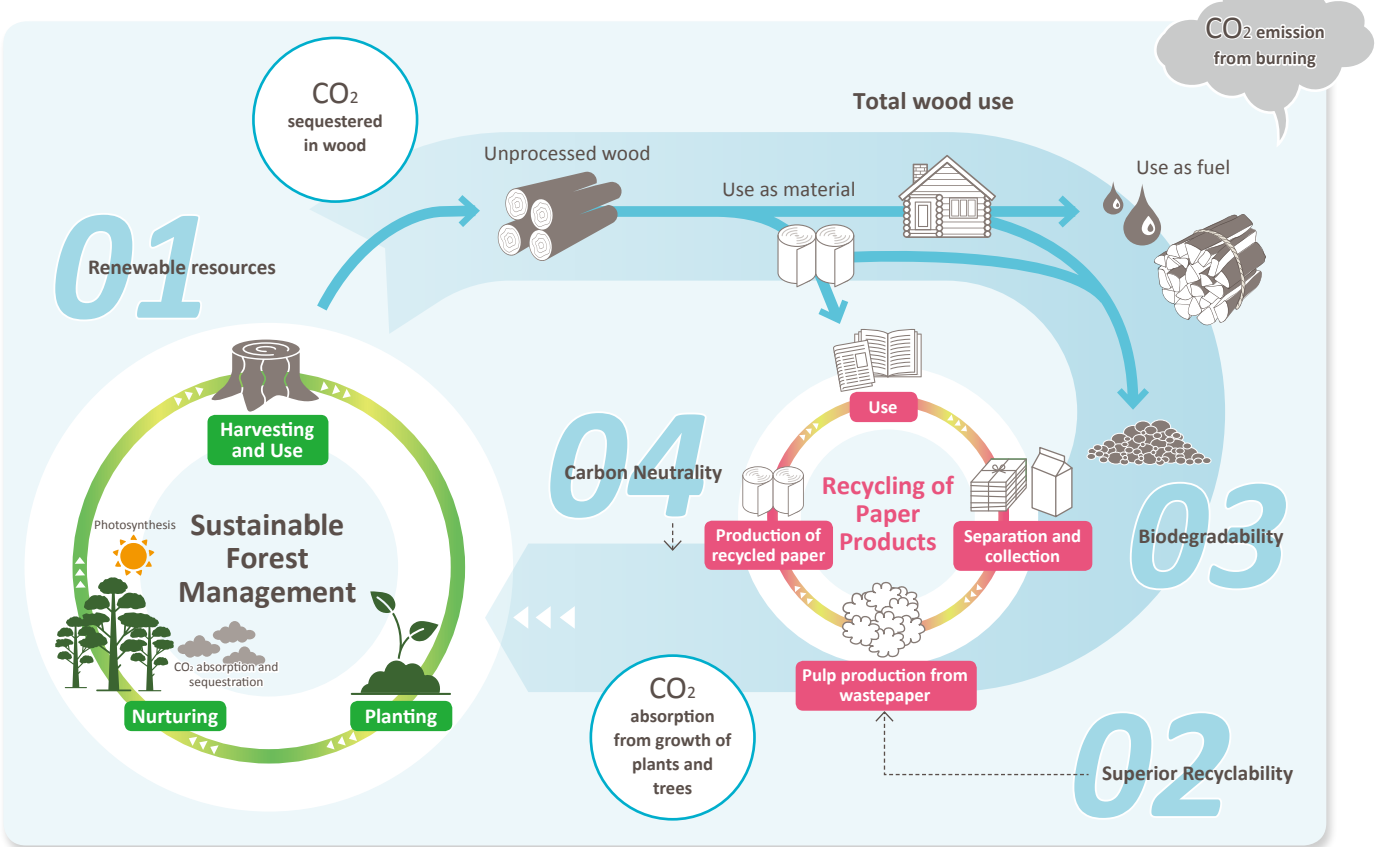 CO2 emission
from burning
CO2
sequestered
in wood
Total wood use
Unprocessed wood
Use as material
Use as fuel
01
Renewable resources
Harvesting
and Use
Photosynthesis
Sustainable
Forest
Management
CO2 absorption and
sequestration
Nurturing
Planting
04
Carbon Neutrality
Use
Recycling of
Paper
Products
Production of
recycled paper
Separation and
collection
Pulp production from
wastepaper
03
Biodegradability
CO2
absorption
from growth of
plants and
trees
02
Superior Recyclability